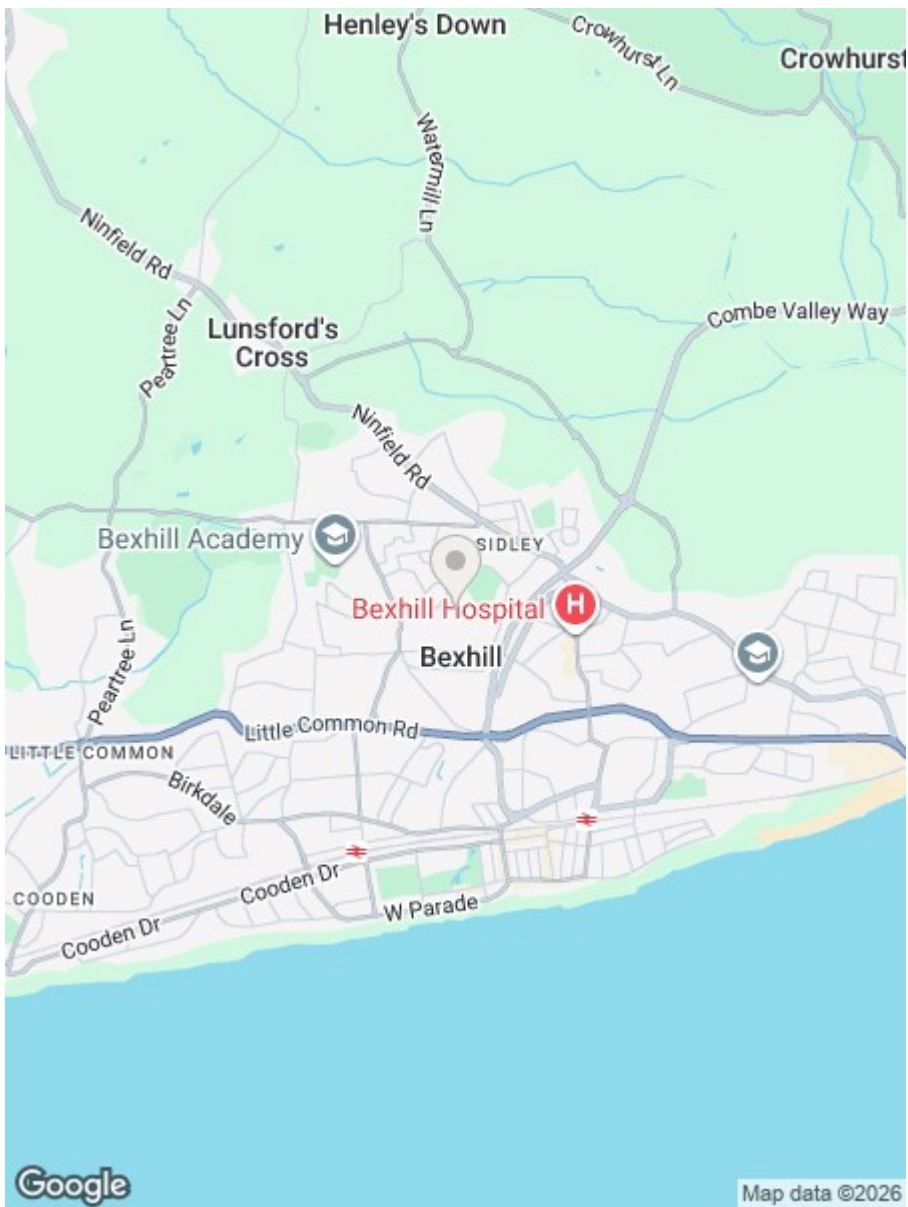 Henley's Down
Crowhurst Ln
Crowhurst
Watermill Ln
Ninfield Rd
Combe Valley Way
Peartree Ln
Lunsford's
Cross
Ninfield Rd
Bexhill Academy
SIDLEY
Bexhill Hospital
H
Bexhill
Peartree Ln
Little Common Rd
LITTLE COMMON
Birkdale
Cooden Dr
COODEN
W Parade
Cooden Dr
Google
Map data ©2026